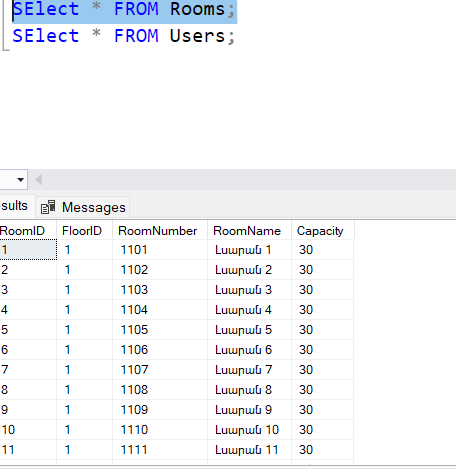 SElect * FROM Rooms;
SElect * FROM Users;
sults Messages
RoomID FloorID RoomNumber RoomName Capacity
1 1 1101 Լսարան 1 30
2 1 1102 Լսարան 2 30
3 1 1103 Լսարան 3 30
4 1 1104 Լսարան 4 30
5 1 1105 Լսարան 5 30
6 1 1106 Լսարան 6 30
7 1 1107 Լսարան 7 30
8 1 1108 Լսարան 8 30
9 1 1109 Լսարան 9 30
10 1 1110 Լսարան 10 30
11 1 1111 Լսարան 11 30